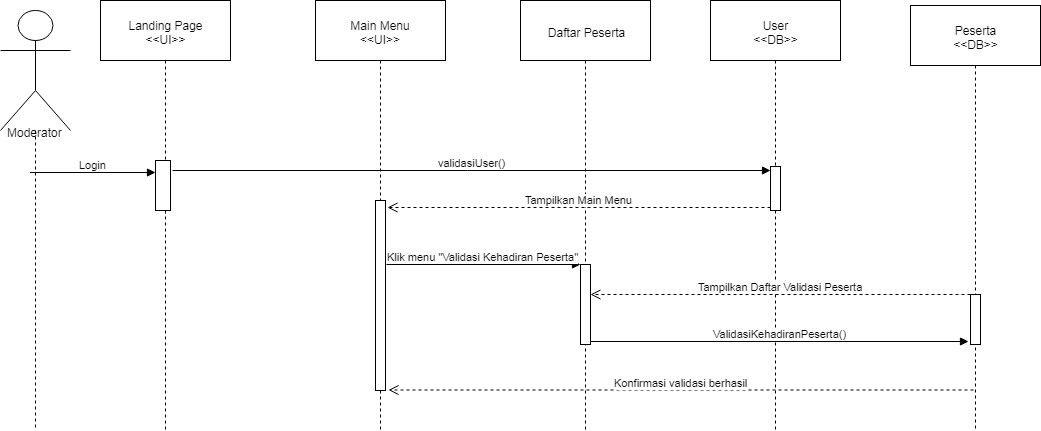 Landing Page
<<UI>>
Main Menu
<<UI>>
Daftar Peserta
User
<<DB>>
Peserta
<<DB>>
Moderator
Login
validasiUser()
Tampilkan Main Menu
Klik menu "Validasi Kehadiran Peserta"
Tampilkan Daftar Validasi Peserta
ValidasiKehadiranPeserta()
Konfirmasi validasi berhasil